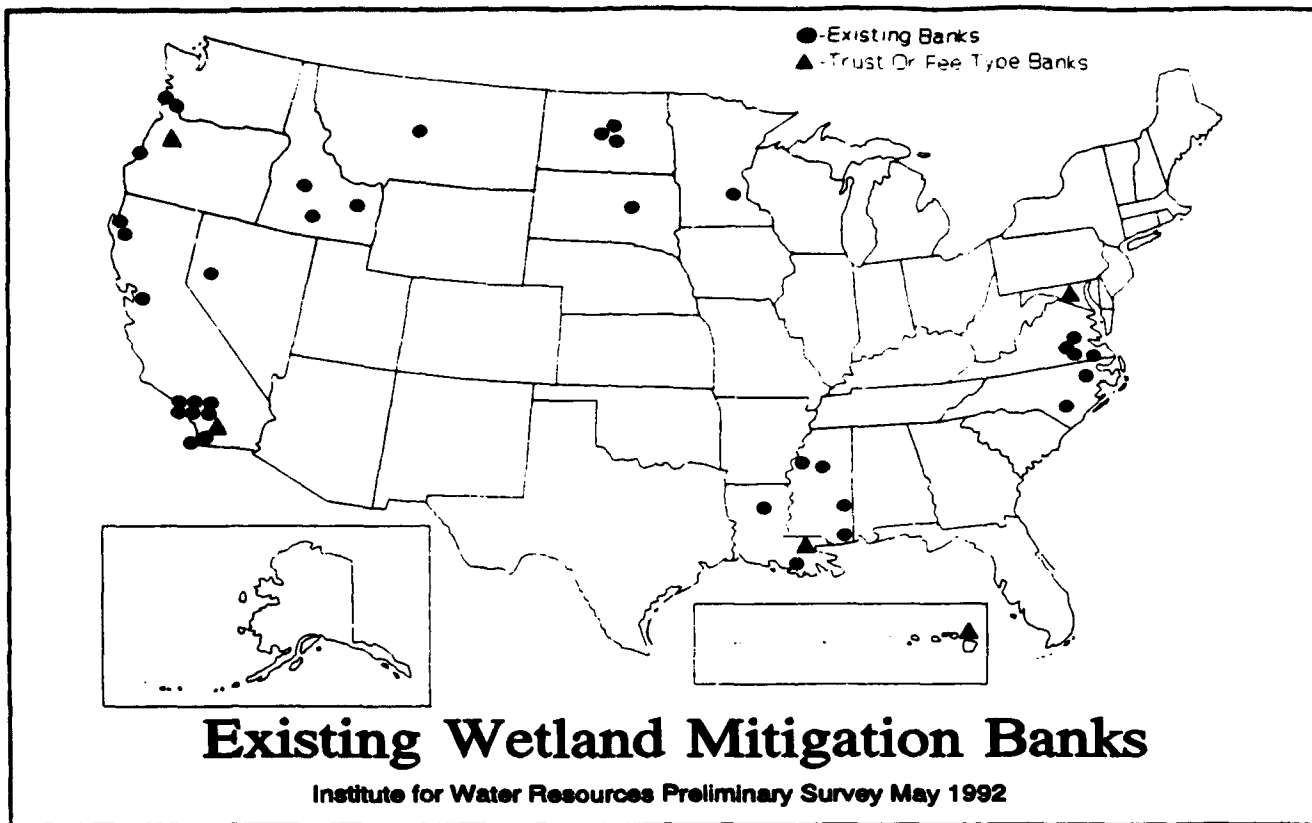 -Existing Banks
-Trust Or Fee Type Banks
Existing Wetland Mitigation Banks
Institute for Water Resources Preliminary Survey May 1992